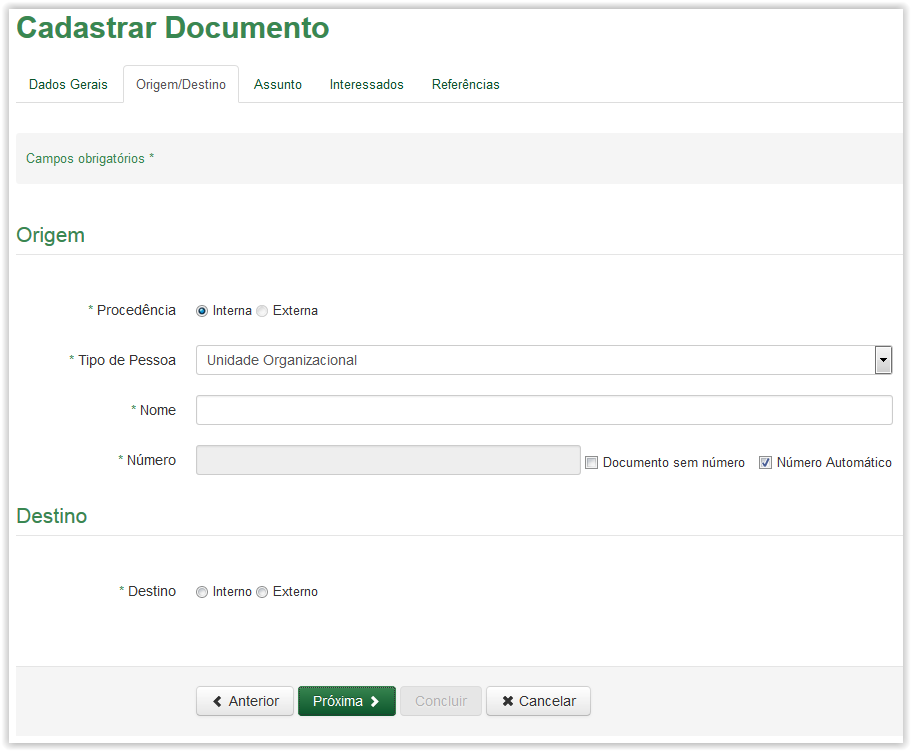 Cadastrar Documento
Dados Gerais Origem/Destino Assunto Interessados Referências
Campos obrigatórios *
Origem
* Procedência Interna Externa
* Tipo de Pessoa Unidade Organizacional
* Nome
* Número Documento sem número Número Automático
Destino
* Destino Interno Externo
Anterior Próxima Concluir Cancelar